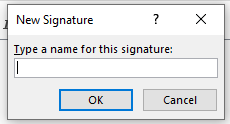 New Signature ? ×
Type a name for this signature:
OK Cancel